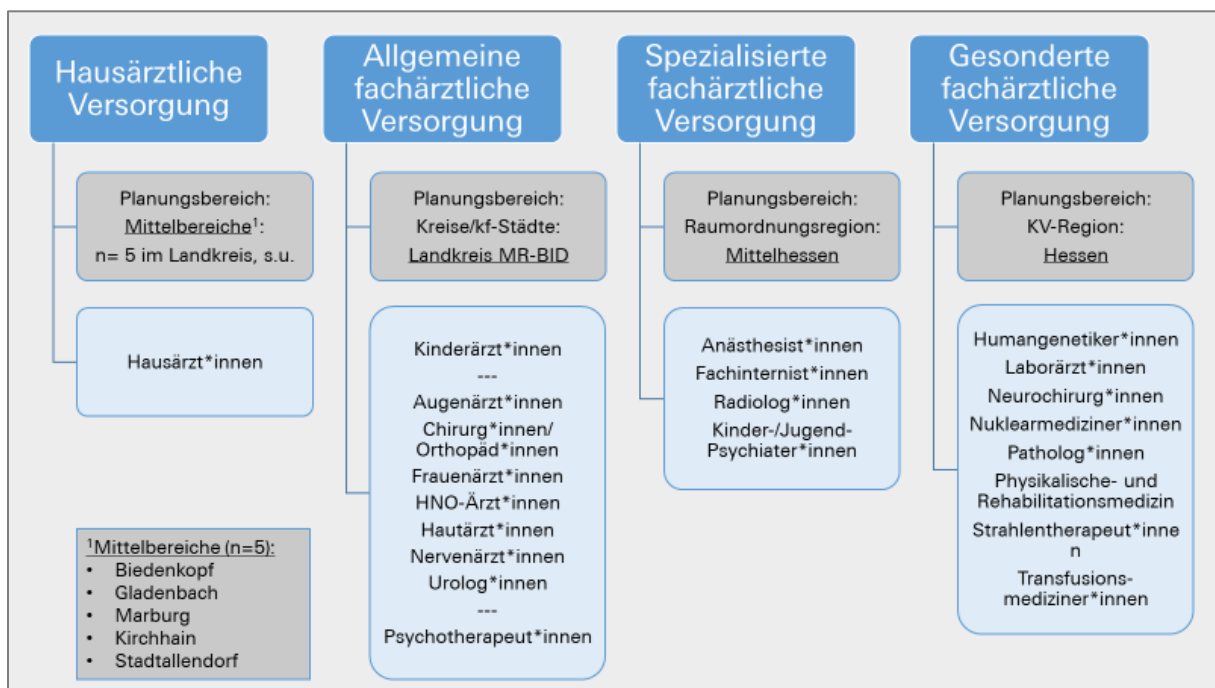 Hausärztliche
Versorgung
Planungsbereich:
Mittelbereiche¹:
n= 5 im Landkreis, s.u.
Hausärzt*innen
¹Mittelbereiche (n=5):
• Biedenkopf
• Gladenbach
• Marburg
• Kirchhain
• Stadtallendorf
Allgemeine
fachärztliche
Versorgung
Planungsbereich:
Kreise/kf-Städte:
Landkreis MR-BID
Kinderärzt*innen
---
Augenärzt*innen
Chirurg*innen/
Orthopäd*innen
Frauenärzt*innen
HNO-Ärzt*innen
Hautärzt*innen
Nervenärzt*innen
Urolog*innen
---
Psychotherapeut*innen
Spezialisierte
fachärztliche
Versorgung
Planungsbereich:
Raumordnungsregion:
Mittelhessen
Anästhesist*innen
Fachinternist*innen
Radiolog*innen
Kinder-/Jugend-
Psychiater*innen
Gesonderte
fachärztliche
Versorgung
Planungsbereich:
KV-Region:
Hessen
Humangenetiker*innen
Laborärzt*innen
Neurochirurg*innen
Nuklearmediziner*innen
Patholog*innen
Physikalische- und
Rehabilitationsmedizin
Strahlentherapeut*inne
n
Transfusions-
mediziner*innen